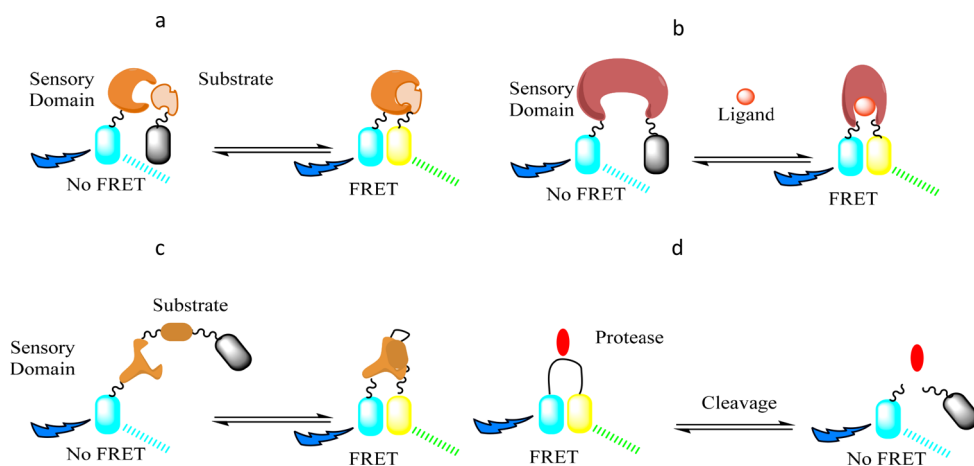 a
Sensory
Domain
Substrate
No FRET
FRET
b
Sensory
Domain
Ligand
No FRET
FRET
c
Substrate
Sensory
Domain
No FRET
FRET
d
Protease
Cleavage
FRET
No FRET